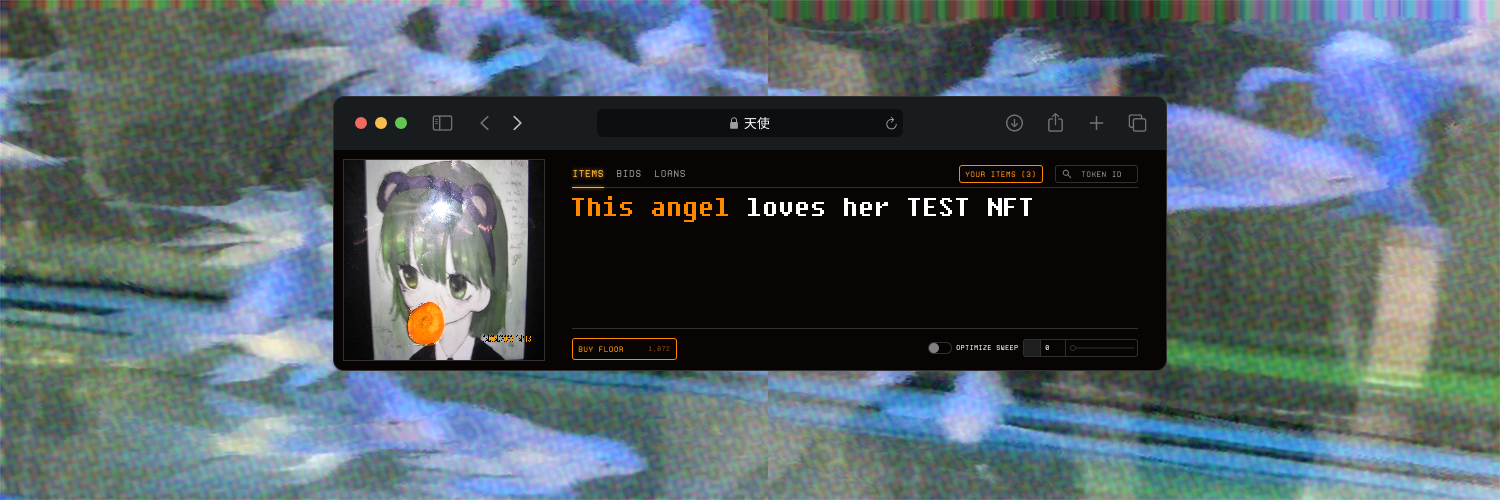 天使
ITEMS BIDS LOANS
YOUR ITEMS (3)
TOKEN ID
This angel loves her TEST NFT
BUY FLOOR 1,072
OPTIMIZE SWEEP 0